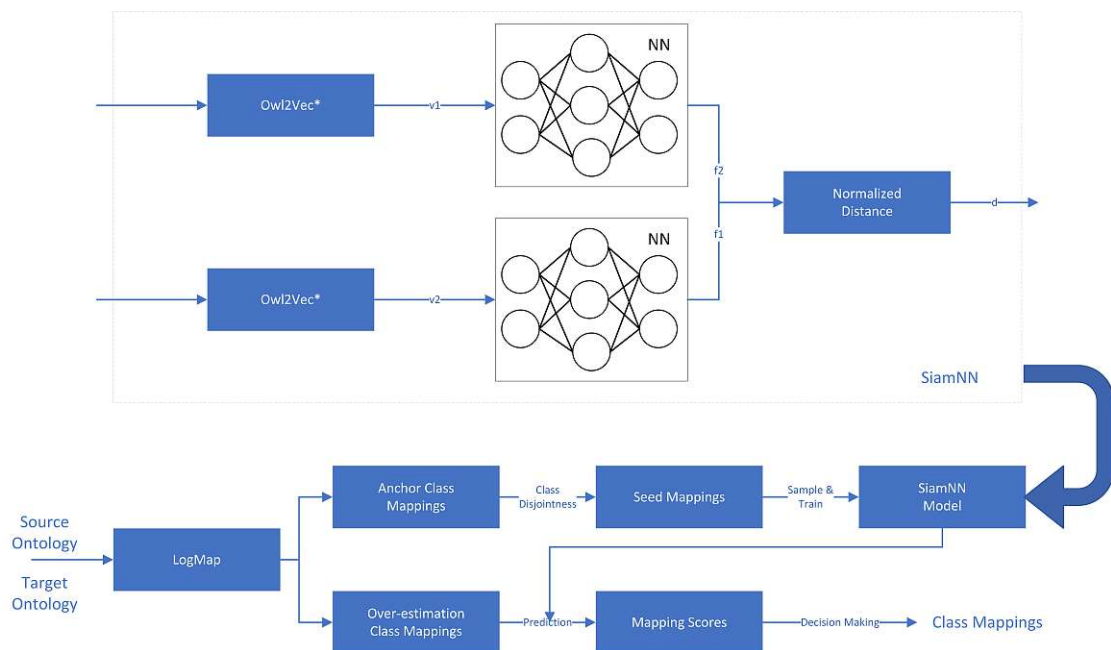 NN
Owl2Vec*
v1
f2
Normalized
Distance
d
f1
NN
Owl2Vec*
v2
SiamNN
Anchor Class
Mappings
Class
Disjointness
Seed Mappings
Sample &
Train
SiamNN
Model
Source
Ontology
LogMap
Target
Ontology
Over-estimation
Class Mappings
Prediction
Mapping Scores
Decision Making
Class Mappings